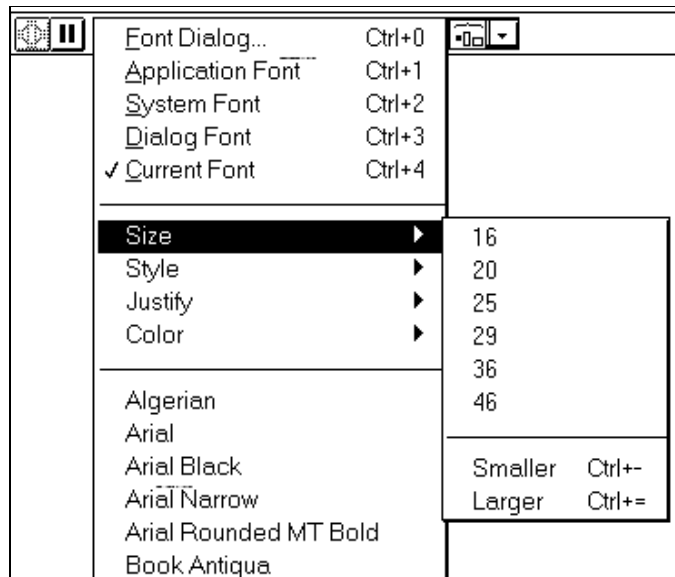 Font Dialog... Ctrl+0
Application Font Ctrl+1
System Font Ctrl+2
Dialog Font Ctrl+3
Current Font Ctrl+4
Size
Style
Justify
Color
Algerian
Arial
Arial Black
Arial Narrow
Arial Rounded MT Bold
Book Antiqua
16
20
25
29
36
46
Smaller Ctrl+-
Larger Ctrl+=